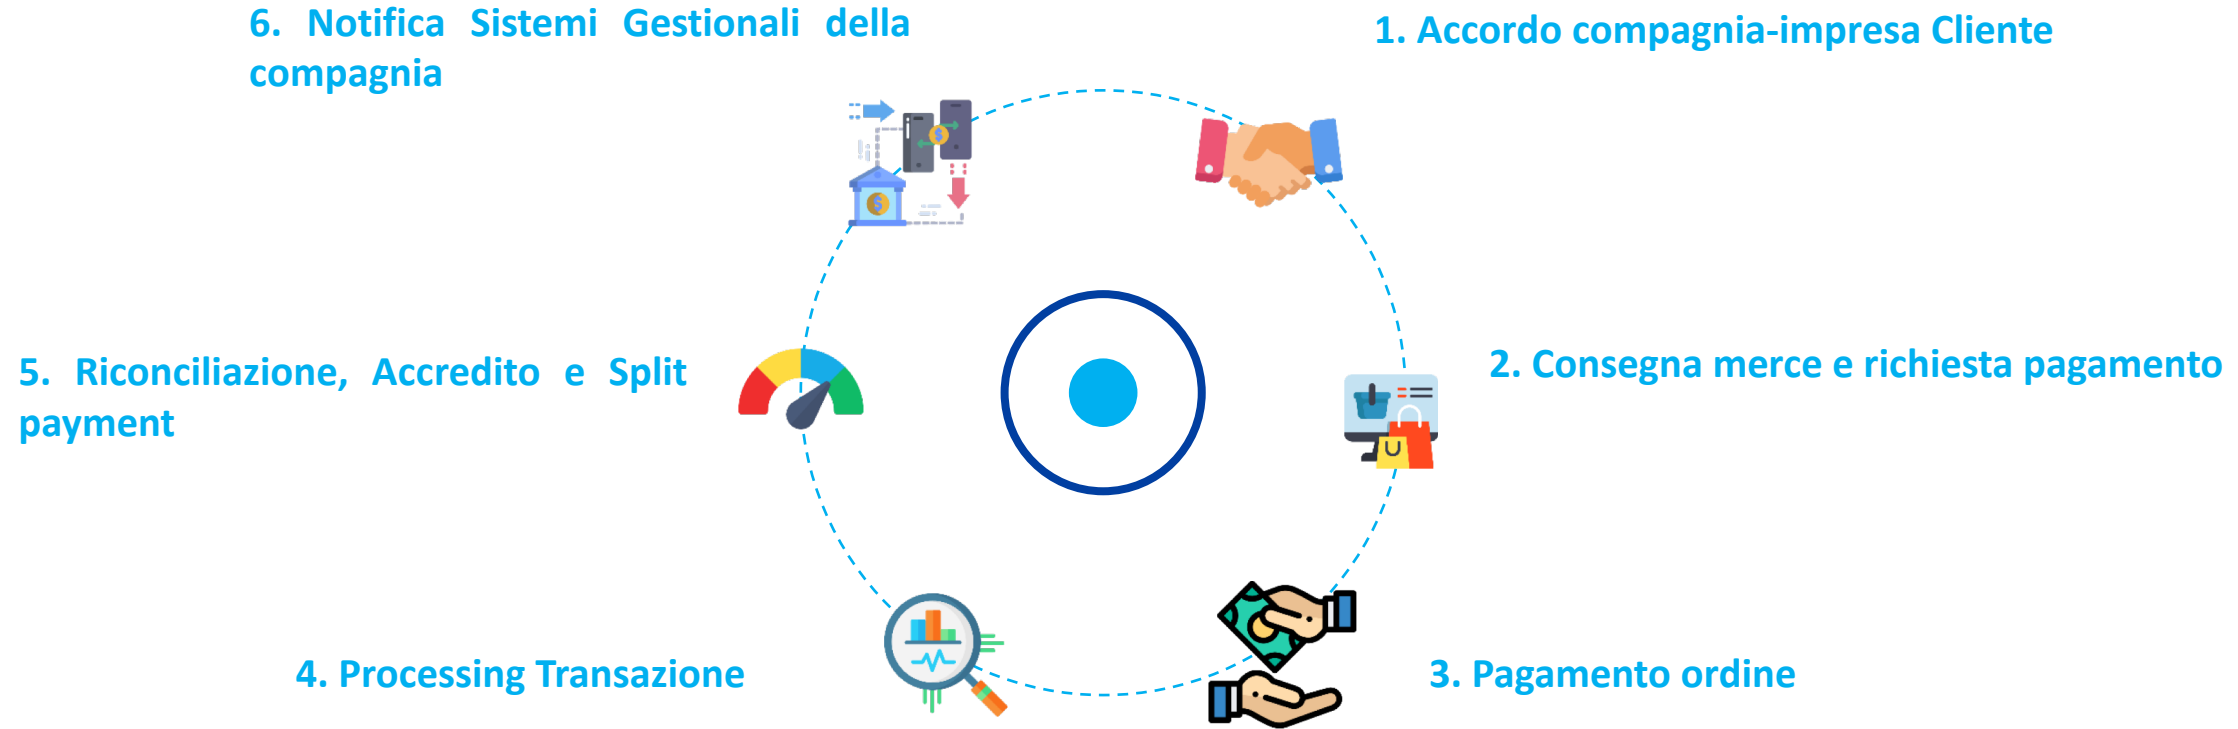 1. Accordo compagnia-impresa Cliente
2. Consegna merce e richiesta pagamento
3. Pagamento ordine
4. Processing Transazione
5. Riconciliazione, Accredito e Split
payment
6. Notifica Sistemi Gestionali della
compagnia